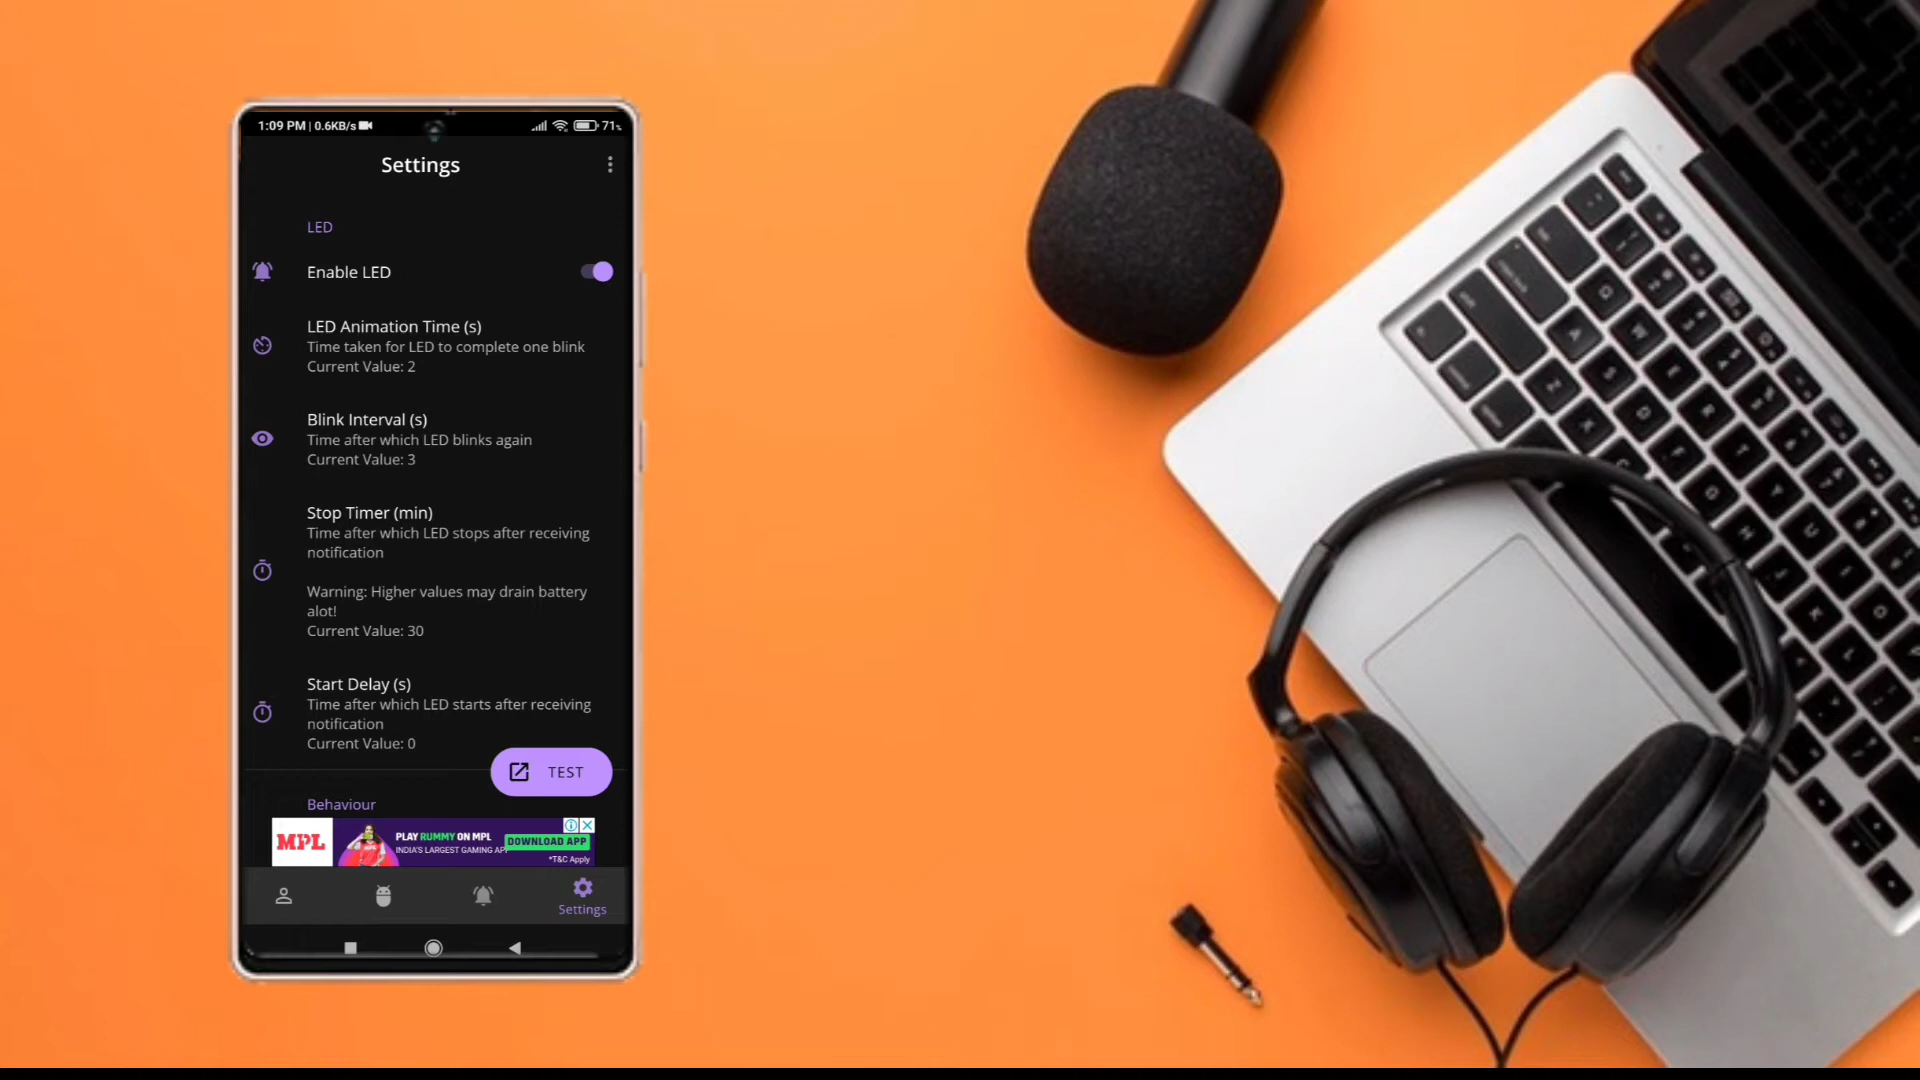 1:09 PM | 0.6KB/s 71%
Settings
LED
Enable LED
LED Animation Time (s)
Time taken for LED to complete one blink
Current Value: 2
Blink Interval (s)
Time after which LED blinks again
Current Value: 3
Stop Timer (min)
Time after which LED stops after receiving
notification
Warning: Higher values may drain battery
alot!
Current Value: 30
Start Delay (s)
Time after which LED starts after receiving
notification
Current Value: 0
TEST
Behaviour
MPL
PLAY RUMMY ON MPL
INDIA'S LARGEST GAMING AP
DOWNLOAD APP
*T&C Apply
Settings